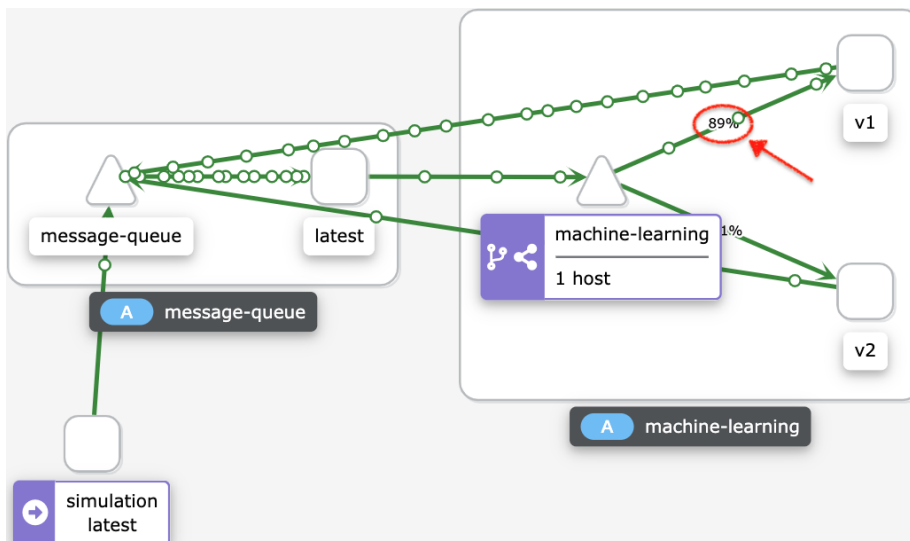 v1
89%
message-queue
latest
machine-learning
1 host
1%
A message-queue
v2
A machine-learning
simulation
latest